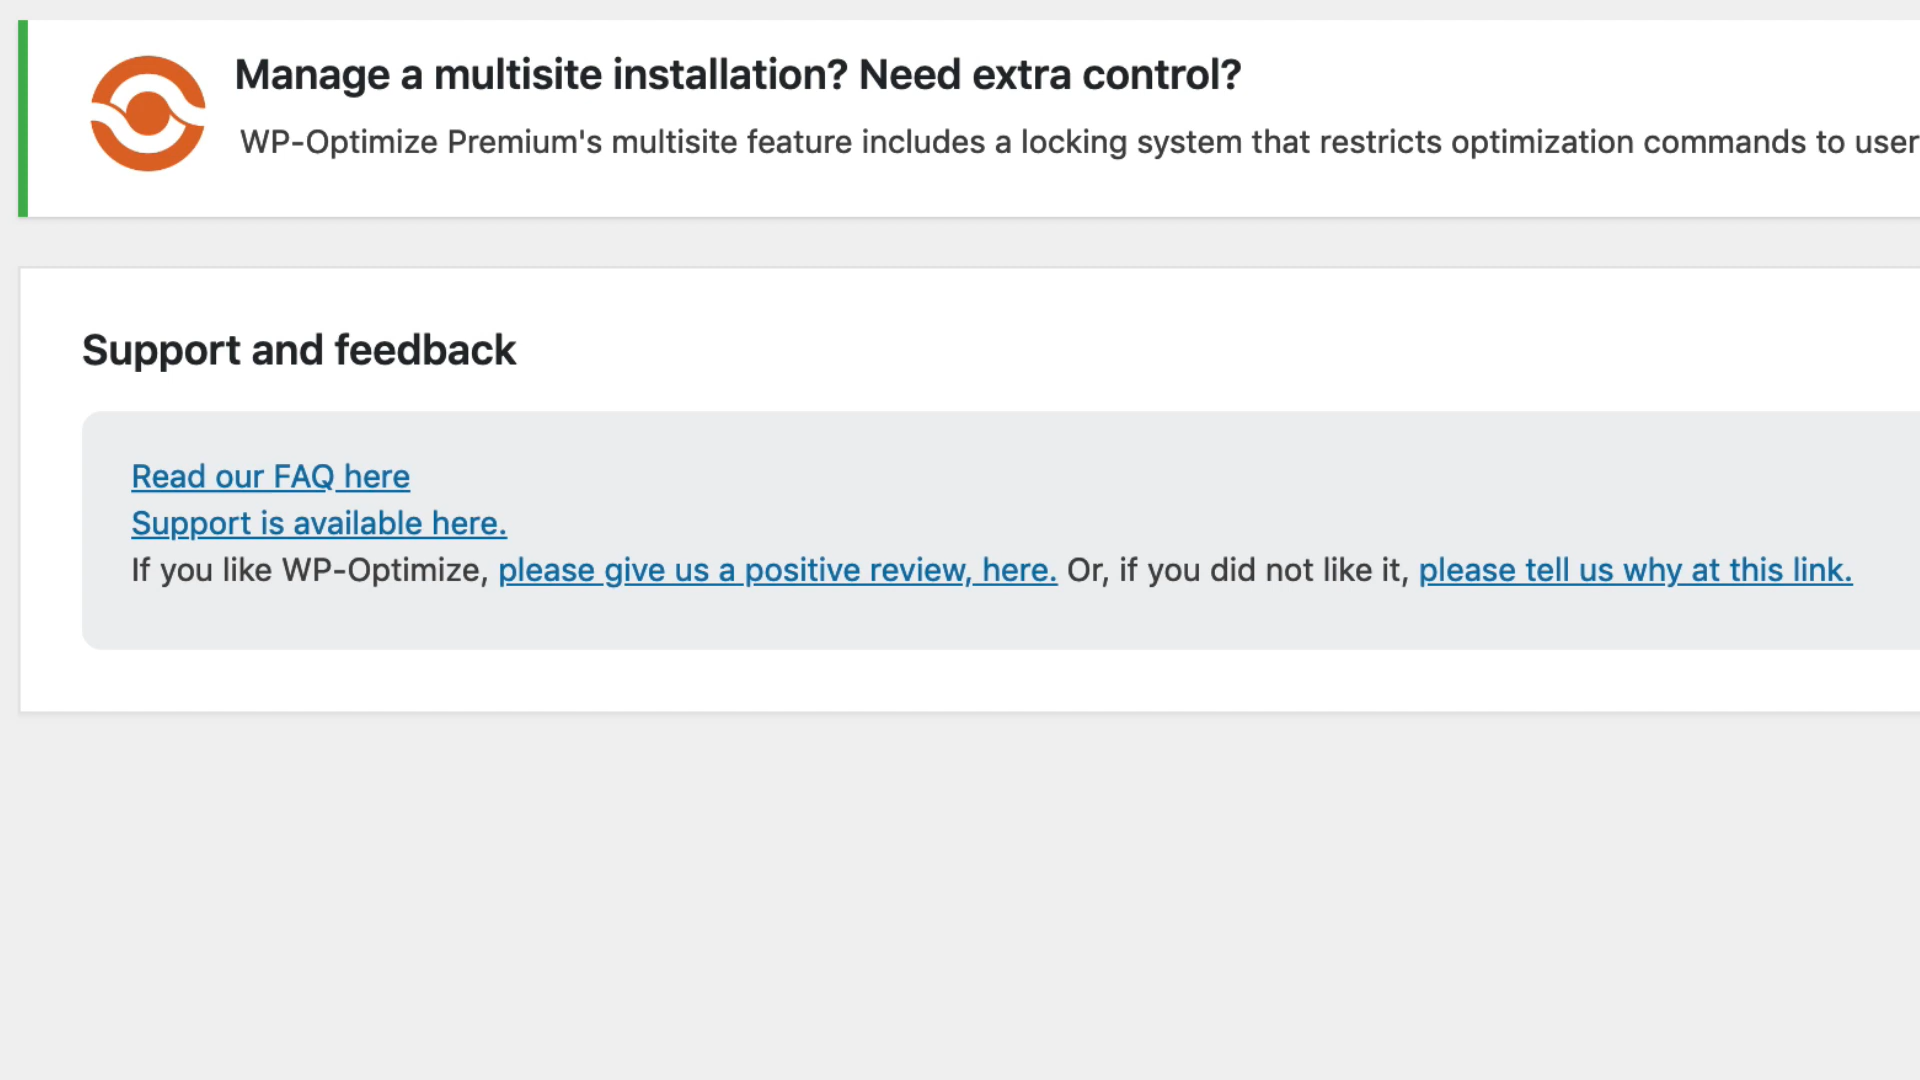 Manage a multisite installation? Need extra control?
WP-Optimize Premium's multisite feature includes a locking system that restricts optimization commands to user
Support and feedback
Read our FAQ here
Support is available here.
If you like WP-Optimize, please give us a positive review, here. Or, if you did not like it, please tell us why at this link.